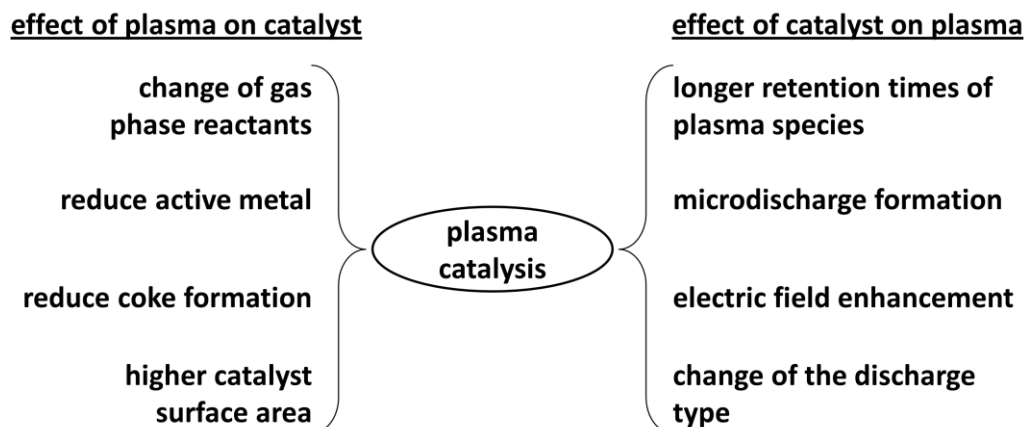 effect of plasma on catalyst
change of gas
phase reactants
reduce active metal
reduce coke formation
higher catalyst
surface area
plasma
catalysis
effect of catalyst on plasma
longer retention times of
plasma species
microdischarge formation
electric field enhancement
change of the discharge
type